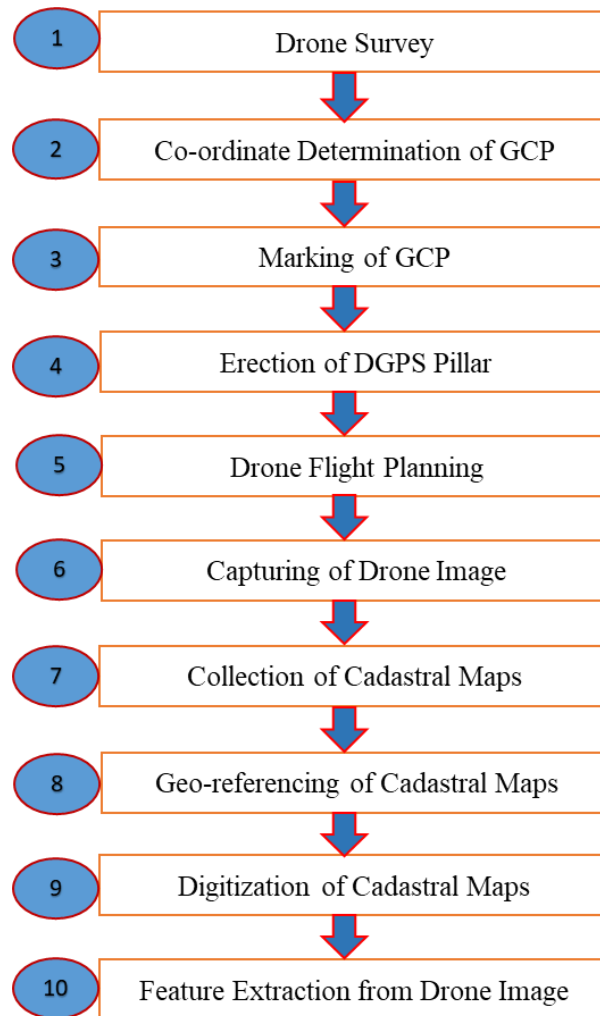 1
Drone Survey
2
Co-ordinate Determination of GCP
3
Marking of GCP
4
Erection of DGPS Pillar
5
Drone Flight Planning
6
Capturing of Drone Image
7
Collection of Cadastral Maps
8
Geo-referencing of Cadastral Maps
9
Digitization of Cadastral Maps
10
Feature Extraction from Drone Image